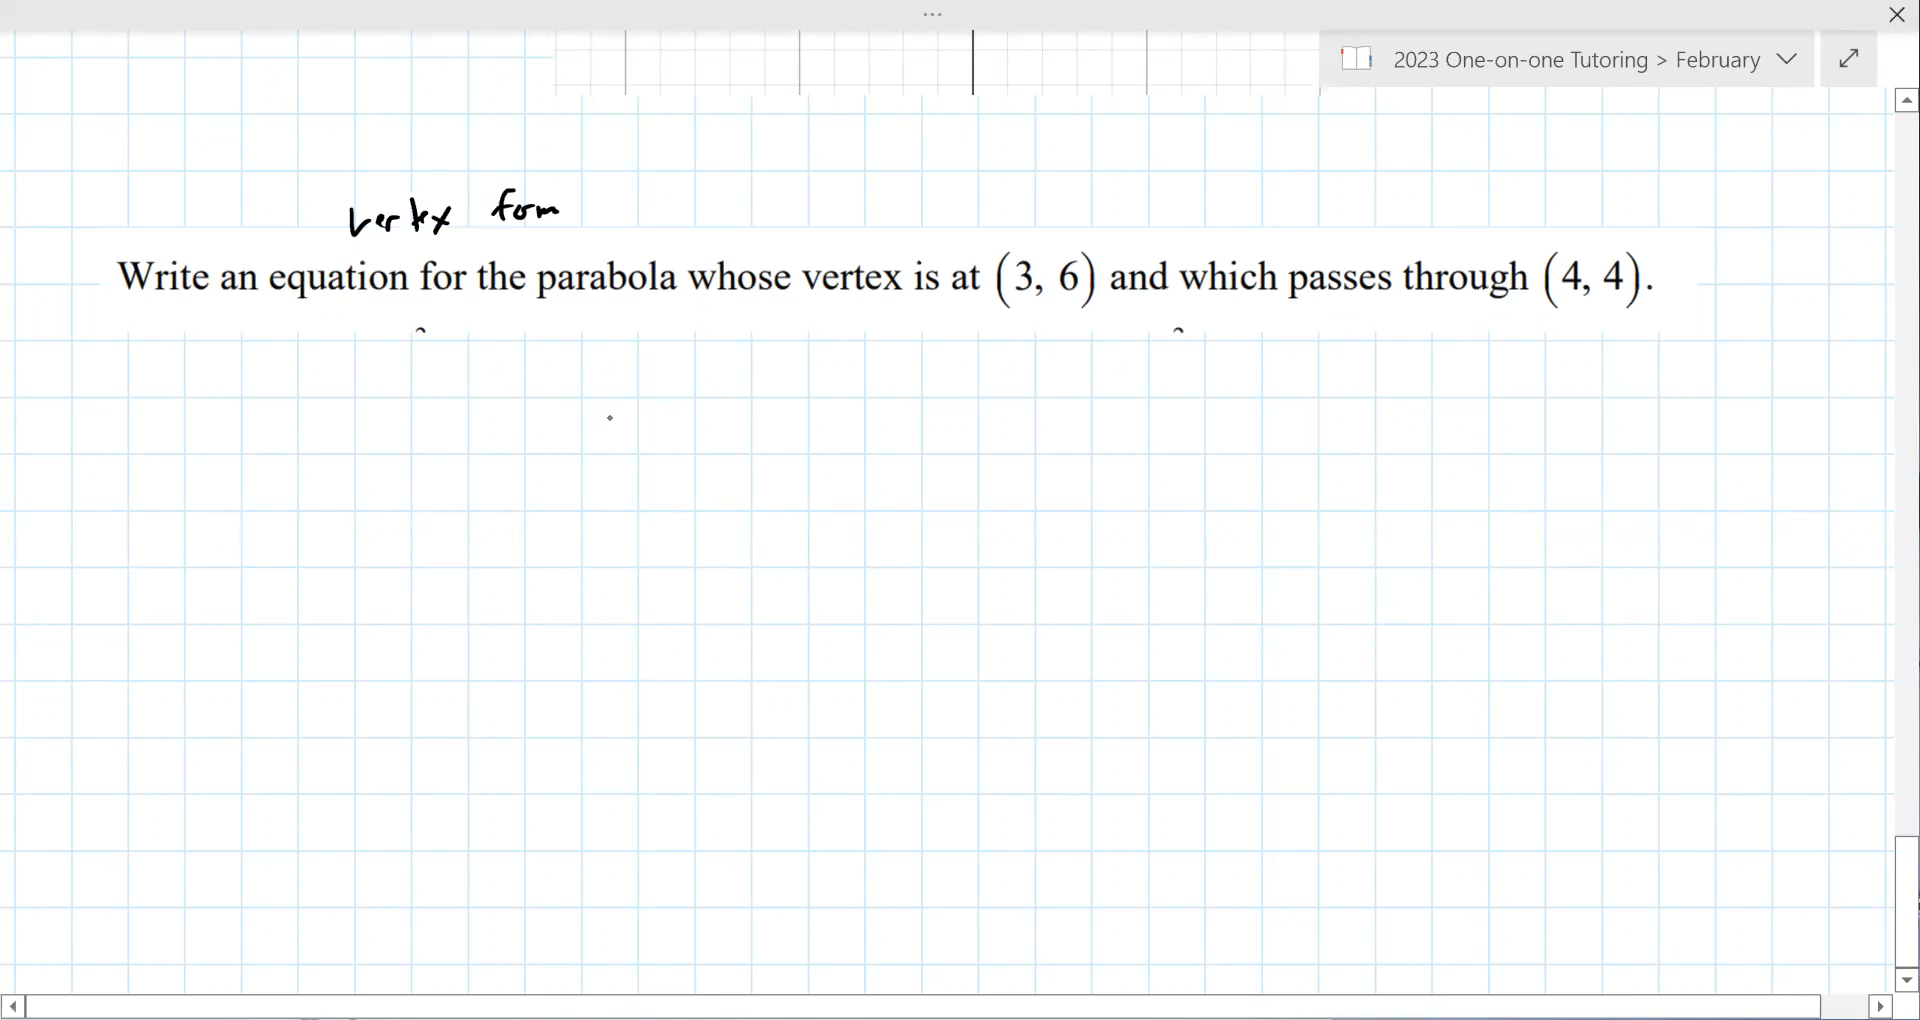 2023 One-on-one Tutoring > February
vertex form
Write an equation for the parabola whose vertex is at (3, 6) and which passes through (4, 4).